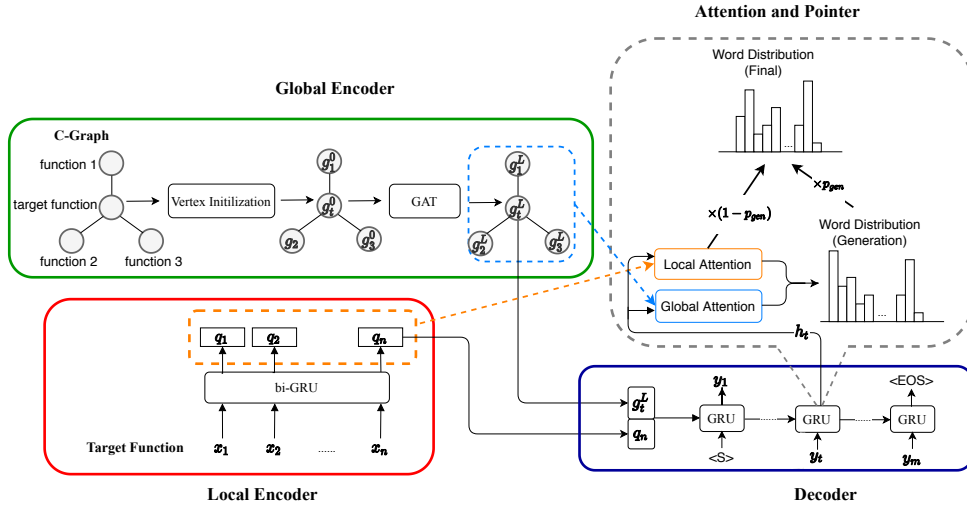 Attention and Pointer
Word Distribution
(Final)
...
×p_gen
×(1 − p_gen)
Word Distribution
(Generation)
...
Local Attention
Global Attention
h_t
Global Encoder
C-Graph
function 1
target function
function 2
function 3
Vertex Initilization
g_1^0
g_t^0
g_2
g_3^0
GAT
g_1^L
g_t^L
g_2^L
g_3^L
q_1
q_2
q_n
bi-GRU
Target Function
x_1
x_2
......
x_n
Local Encoder
g_t^L
q_n
y_1
<EOS>
GRU
......
GRU
......
GRU
<S>
y_t
y_m
Decoder